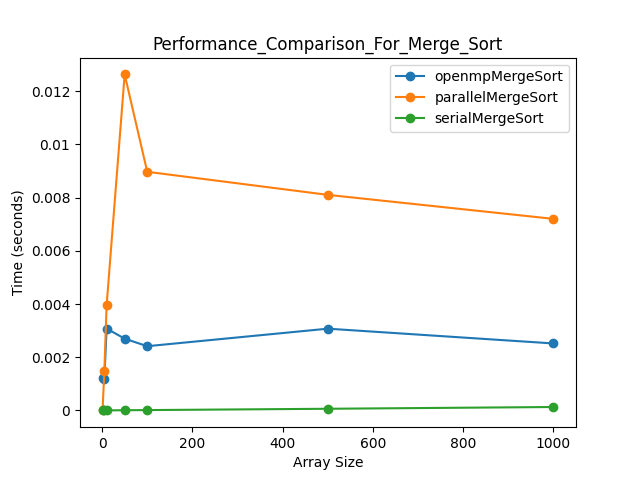 Performance_Comparison_For_Merge_Sort
openmpMergeSort
parallelMergeSort
serialMergeSort
0.012
0.01
0.008
0.006
0.004
0.002
0
Time (seconds)
0 200 400 600 800 1000
Array Size